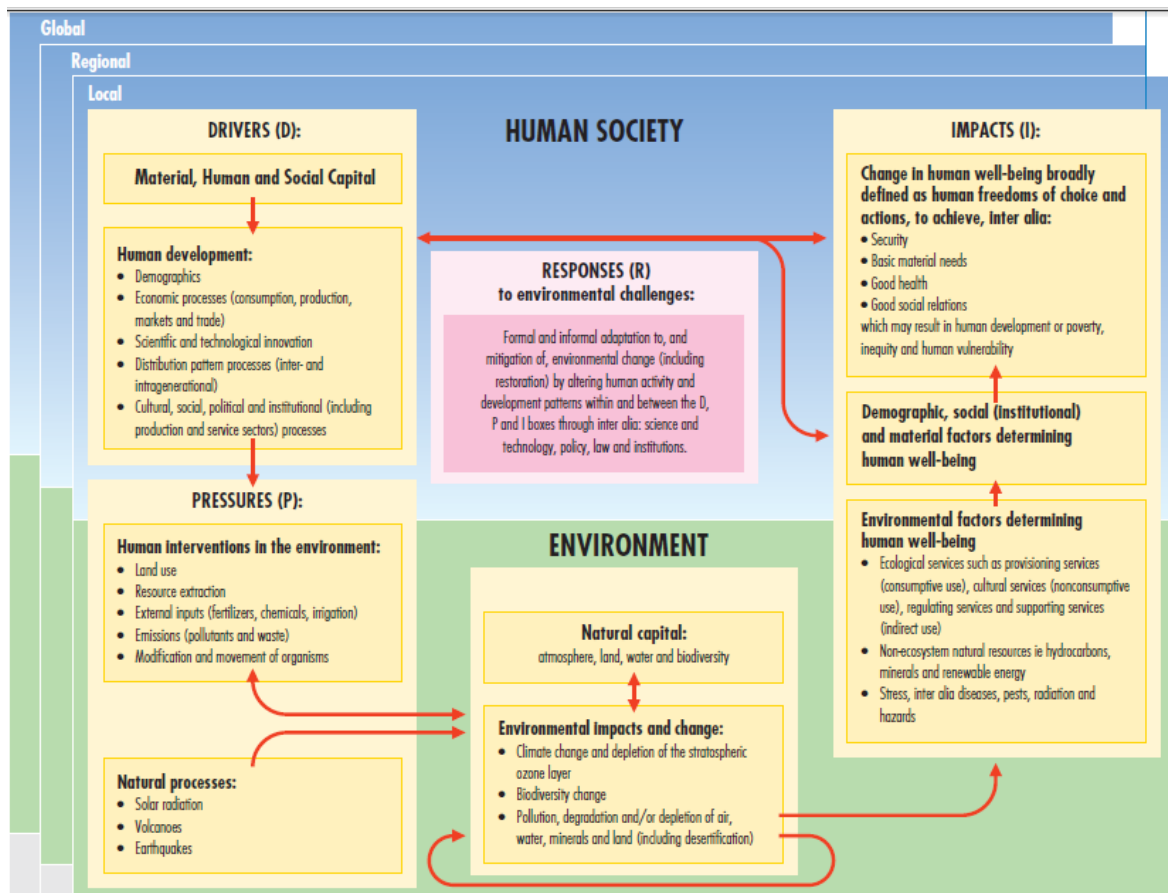 Global
Regional
Local
DRIVERS (D):
Material, Human and Social Capital
Human development:
• Demographics
• Economic processes (consumption, production,
markets and trade)
• Scientific and technological innovation
• Distribution pattern processes (inter- and
intragenerational)
• Cultural, social, political and institutional (including
production and service sectors) processes
PRESSURES (P):
Human interventions in the environment:
• Land use
• Resource extraction
• External inputs (fertilizers, chemicals, irrigation)
• Emissions (pollutants and waste)
• Modification and movement of organisms
Natural processes:
• Solar radiation
• Volcanoes
• Earthquakes
HUMAN SOCIETY
RESPONSES (R)
to environmental challenges:
Formal and informal adaptation to, and
mitigation of, environmental change (including
restoration) by altering human activity and
development patterns within and between the D,
P and I boxes through inter alia: science and
technology, policy, law and institutions.
ENVIRONMENT
Natural capital:
atmosphere, land, water and biodiversity
Environmental impacts and change:
• Climate change and depletion of the stratospheric
ozone layer
• Biodiversity change
• Pollution, degradation and/or depletion of air,
water, minerals and land (including desertification)
IMPACTS (I):
Change in human well-being broadly
defined as human freedoms of choice and
actions, to achieve, inter alia:
• Security
• Basic material needs
• Good health
• Good social relations
which may result in human development or poverty,
inequity and human vulnerability
Demographic, social (institutional)
and material factors determining
human well-being
Environmental factors determining
human well-being
• Ecological services such as provisioning services
(consumptive use), cultural services (nonconsumptive
use), regulating services and supporting services
(indirect use)
• Non-ecosystem natural resources ie hydrocarbons,
minerals and renewable energy
• Stress, inter alia diseases, pests, radiation and
hazards